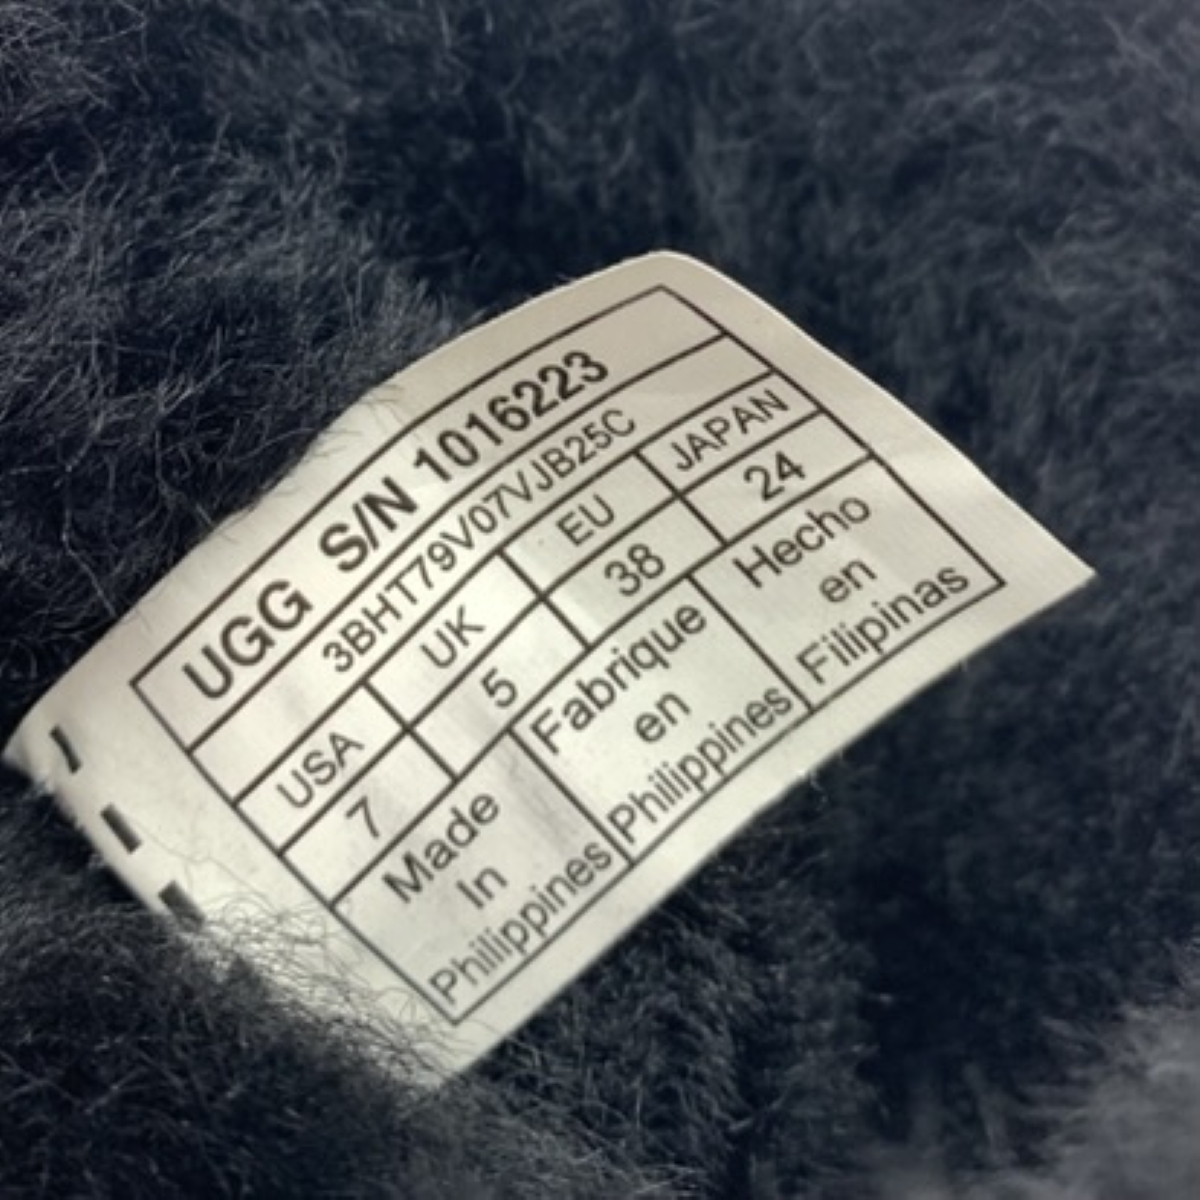 UGG S/N 1016223
3BHT79V07VJB25C
USA UK EU JAPAN
7 5 38 24
Made
In
Philippines
Fabrique
en
Philippines
Hecho
en
Filipinas